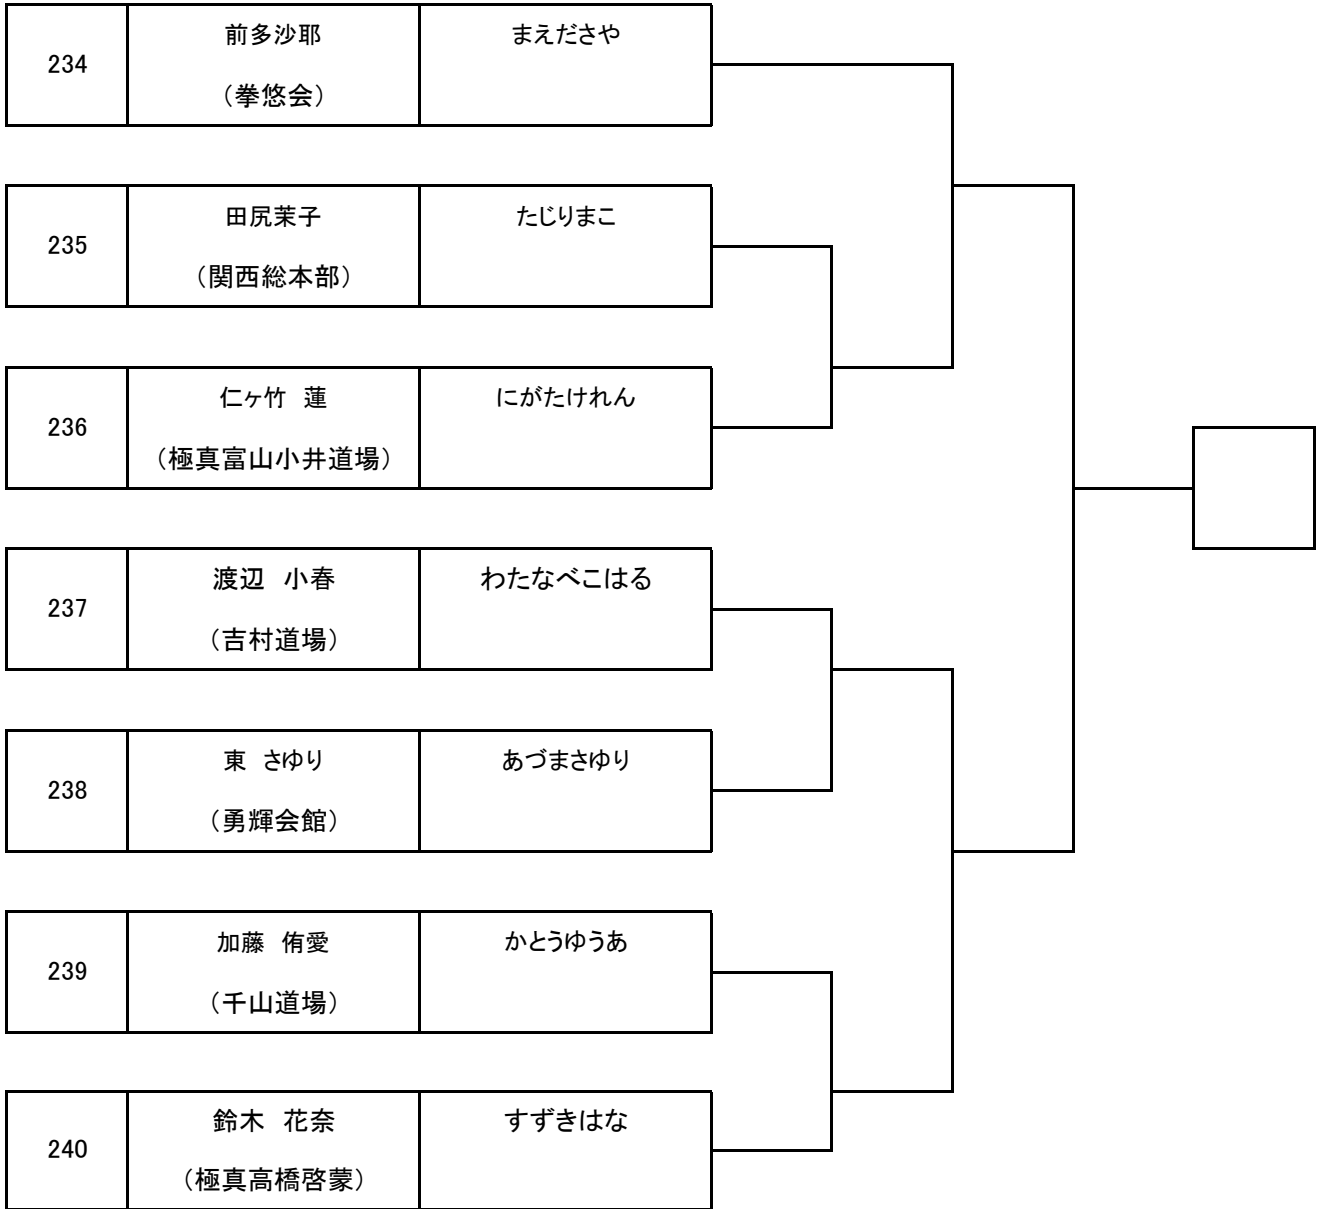 234
前多沙耶
（拳悠会）
まえださや
235
田尻茉子
（関西総本部）
たじりまこ
236
仁ヶ竹　蓮
（極真富山小井道場）
にがたけれん
237
渡辺　小春
（吉村道場）
わたなべこはる
238
東　さゆり
（勇輝会館）
あづまさゆり
239
加藤　侑愛
（千山道場）
かとうゆうあ
240
鈴木　花奈
（極真高橋啓蒙）
すずきはな